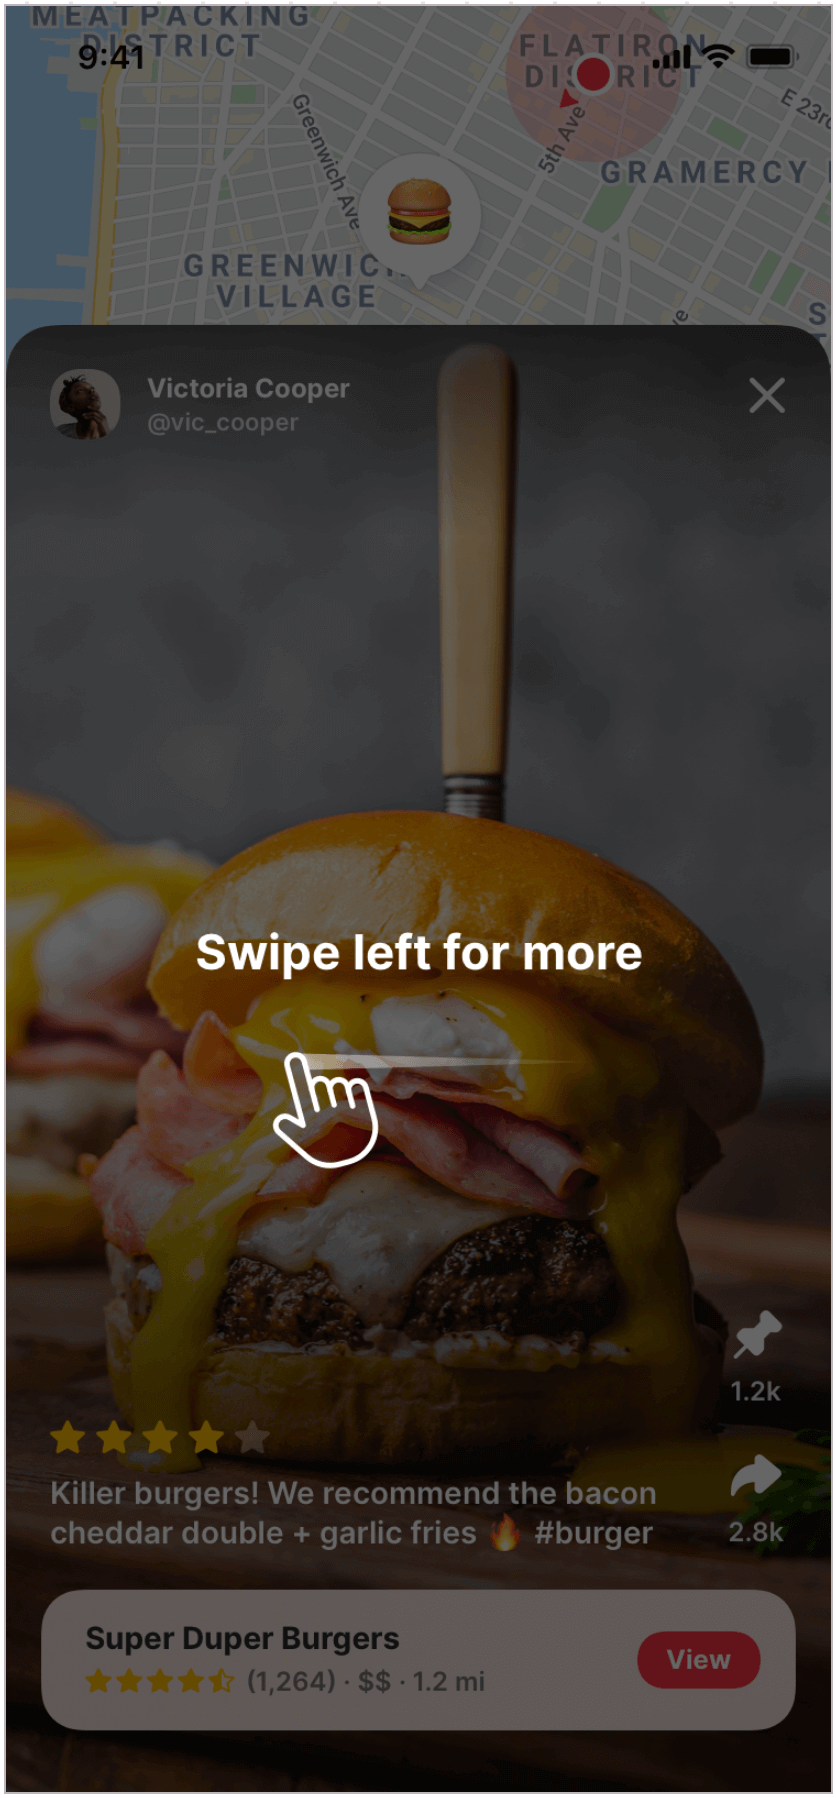 MEATPACKING
DISTRICT
9:41
FLATIRON
DISTRICT
E 23rd
Greenwich Ave
5th Ave
GRAMERCY
GREENWICH
VILLAGE
Victoria Cooper
@vic_cooper
Swipe left for more
1.2k
Killer burgers! We recommend the bacon
cheddar double + garlic fries 🔥 #burger
2.8k
Super Duper Burgers
(1,264) · $$ · 1.2 mi
View